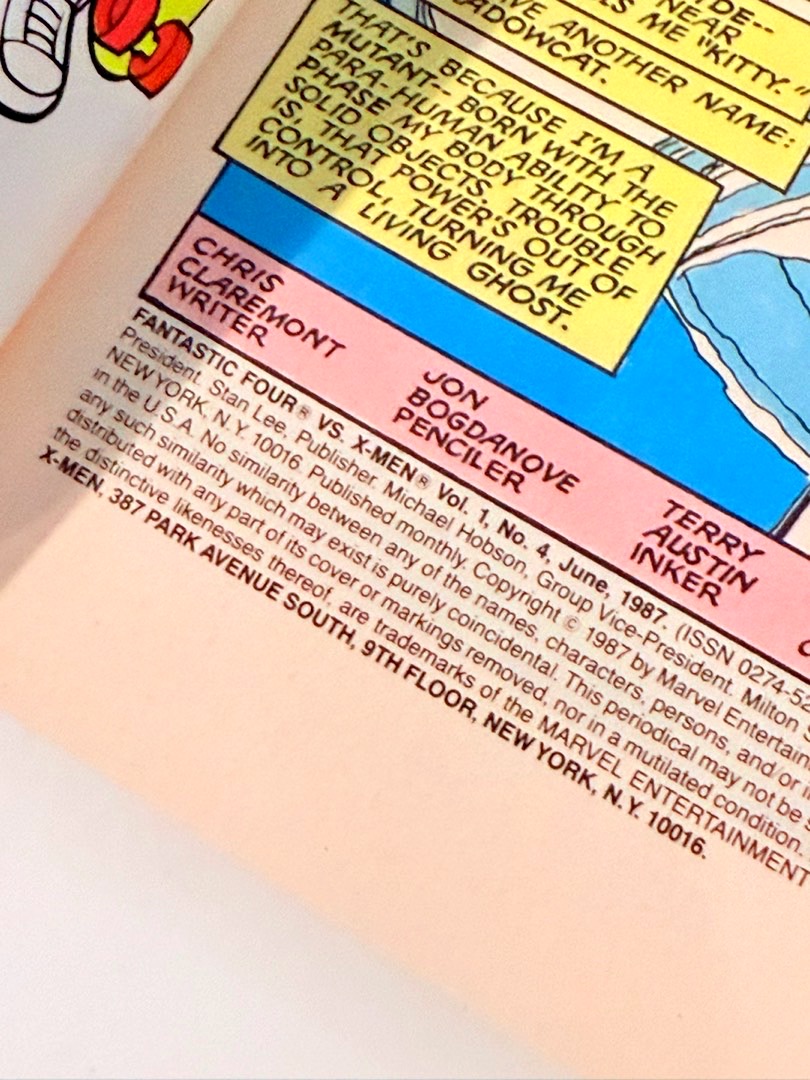 DE--
NEAR
ME "KITTY."
ANOTHER NAME:
SHADOWCAT.
THAT'S BECAUSE I'M A
MUTANT-- BORN WITH THE
PARA-HUMAN ABILITY TO
PHASE MY BODY THROUGH
SOLID OBJECTS. TROUBLE
IS, THAT POWER'S OUT OF
CONTROL, TURNING ME
INTO A LIVING GHOST.
CHRIS
CLAREMONT
WRITER
JON
BOGDANOVE
PENCILER
TERRY
AUSTIN
INKER
FANTASTIC FOUR® VS. X-MEN® Vol. 1, No. 4, June, 1987. (ISSN 0274-52
President. Stan Lee, Publisher. Michael Hobson, Group Vice-President. Milton S
NEW YORK, N.Y. 10016. Published monthly. Copyright © 1987 by Marvel Entertain
in the U.S.A. No similarity between any of the names, characters, persons, and/or in
any such similarity which may exist is purely coincidental. This periodical may not be s
distributed with any part of its cover or markings removed, nor in a mutilated condition.
the distinctive likenesses thereof, are trademarks of the MARVEL ENTERTAINMENT
X-MEN, 387 PARK AVENUE SOUTH, 9TH FLOOR, NEW YORK, N.Y. 10016.